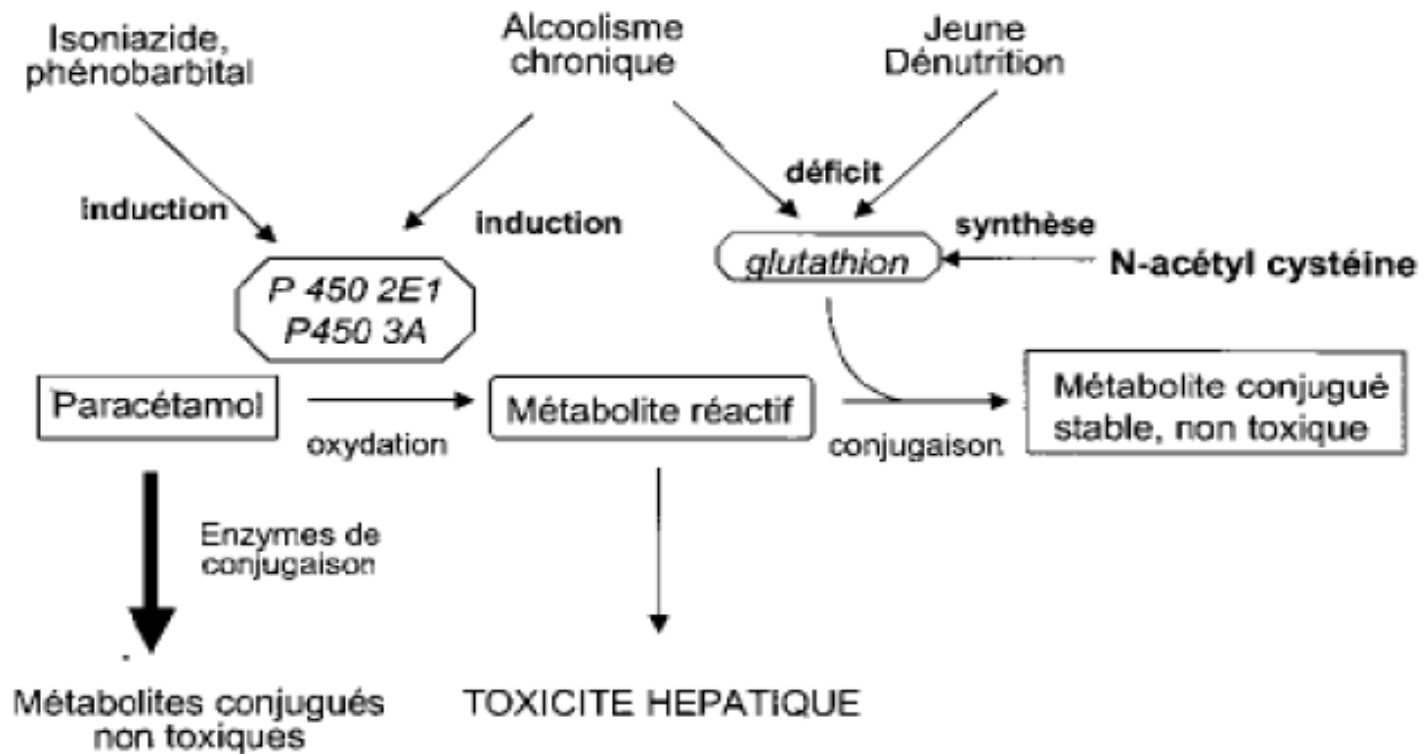 Isoniazide,
phénobarbital
Alcoolisme
chronique
Jeune
Dénutrition
induction
induction
déficit
synthèse
P 450 2E1
P450 3A
glutathion
N-acétyl cystéine
Paracétamol
oxydation
Métabolite réactif
conjugaison
Métabolite conjugué
stable, non toxique
Enzymes de
conjugaison
Métabolites conjugués
non toxiques
TOXICITE HEPATIQUE